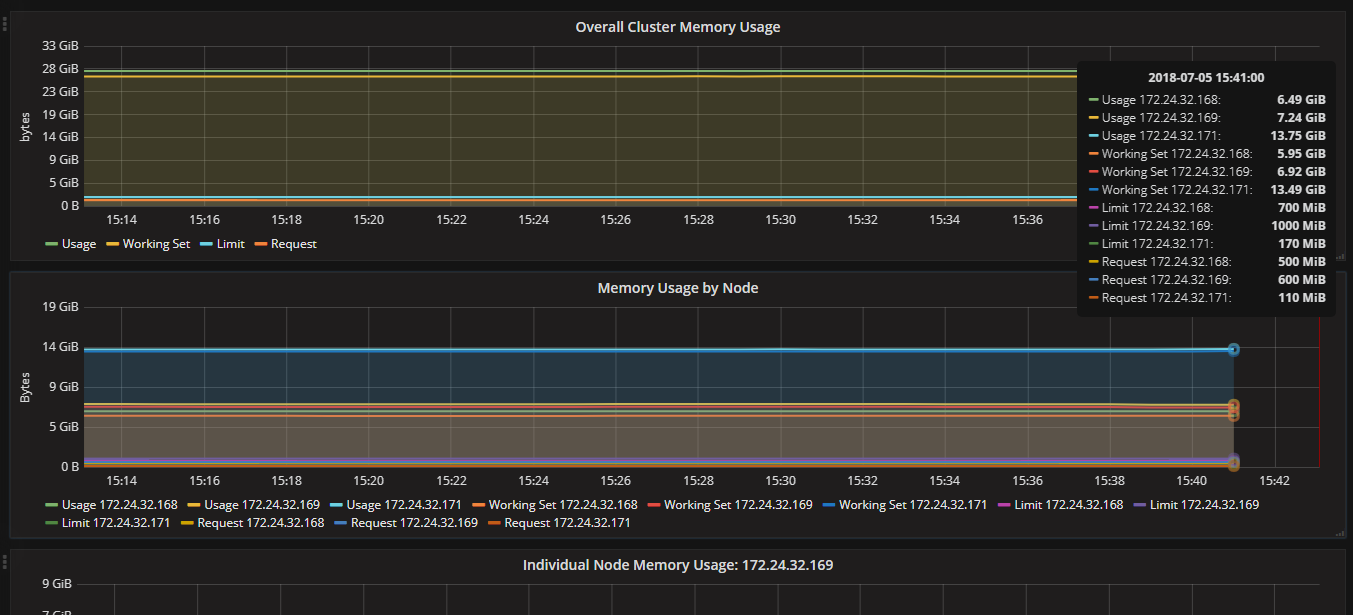 Overall Cluster Memory Usage
33 GiB
28 GiB
23 GiB
19 GiB
14 GiB
9 GiB
5 GiB
0 B
bytes
15:14 15:16 15:18 15:20 15:22 15:24 15:26 15:28 15:30 15:32 15:34 15:36
Usage Working Set Limit Request
2018-07-05 15:41:00
Usage 172.24.32.168: 6.49 GiB
Usage 172.24.32.169: 7.24 GiB
Usage 172.24.32.171: 13.75 GiB
Working Set 172.24.32.168: 5.95 GiB
Working Set 172.24.32.169: 6.92 GiB
Working Set 172.24.32.171: 13.49 GiB
Limit 172.24.32.168: 700 MiB
Limit 172.24.32.169: 1000 MiB
Limit 172.24.32.171: 170 MiB
Request 172.24.32.168: 500 MiB
Request 172.24.32.169: 600 MiB
Request 172.24.32.171: 110 MiB
Memory Usage by Node
19 GiB
14 GiB
9 GiB
5 GiB
0 B
Bytes
15:14 15:16 15:18 15:20 15:22 15:24 15:26 15:28 15:30 15:32 15:34 15:36 15:38 15:40 15:42
Usage 172.24.32.168 Usage 172.24.32.169 Usage 172.24.32.171 Working Set 172.24.32.168 Working Set 172.24.32.169 Working Set 172.24.32.171 Limit 172.24.32.168 Limit 172.24.32.169
Limit 172.24.32.171 Request 172.24.32.168 Request 172.24.32.169 Request 172.24.32.171
Individual Node Memory Usage: 172.24.32.169
9 GiB
7 GiB